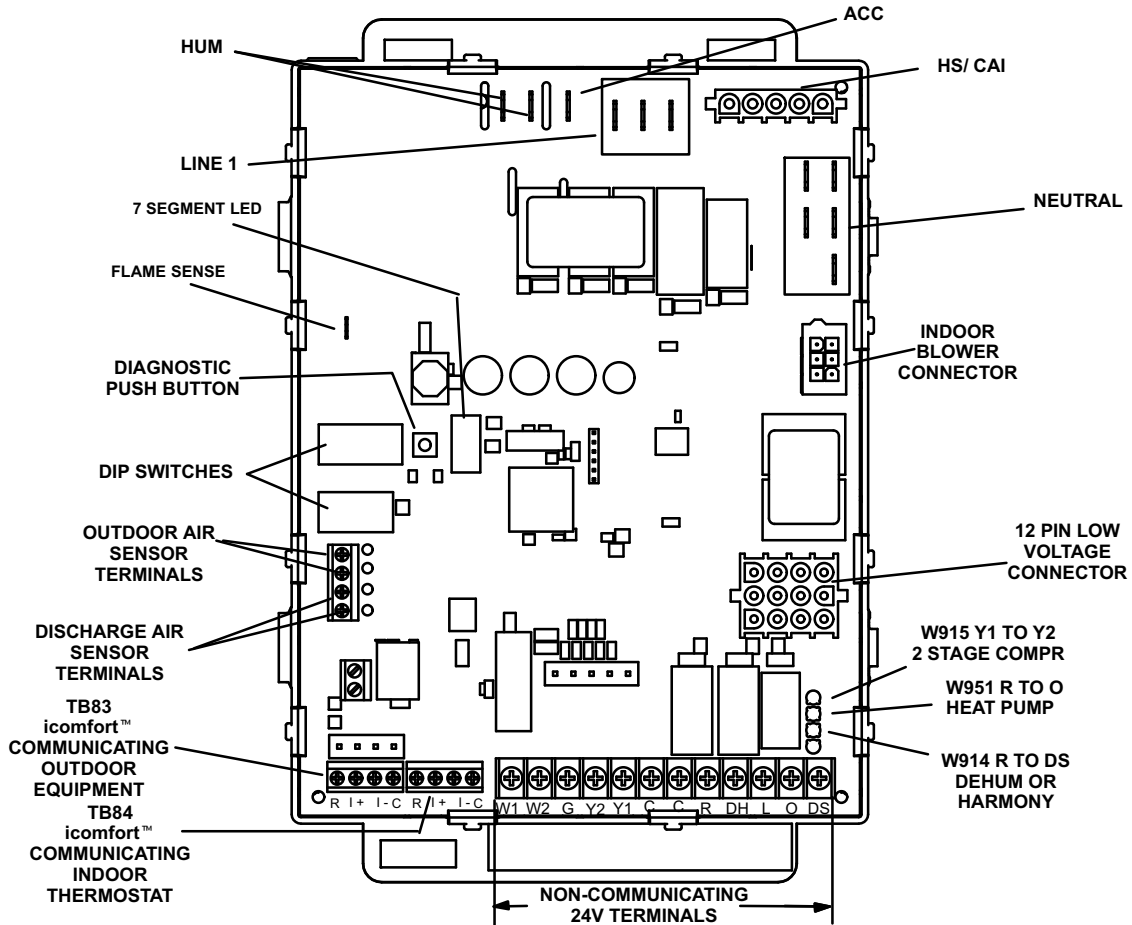 ACC
HUM
HS/ CAI
LINE 1
7 SEGMENT LED
NEUTRAL
FLAME SENSE
INDOOR
BLOWER
CONNECTOR
DIAGNOSTIC
PUSH BUTTON
DIP SWITCHES
OUTDOOR AIR
SENSOR
TERMINALS
12 PIN LOW
VOLTAGE
CONNECTOR
DISCHARGE AIR
SENSOR
TERMINALS
W915 Y1 TO Y2
2 STAGE COMPR
W951 R TO O
HEAT PUMP
W914 R TO DS
DEHUM OR
HARMONY
TB83
icomfort™
COMMUNICATING
OUTDOOR
EQUIPMENT
TB84
icomfort™
COMMUNICATING
INDOOR
THERMOSTAT
R I+ I- C R I+ I- C
W1 W2 G Y2 Y1 C C R DH L O DS
NON-COMMUNICATING
24V TERMINALS